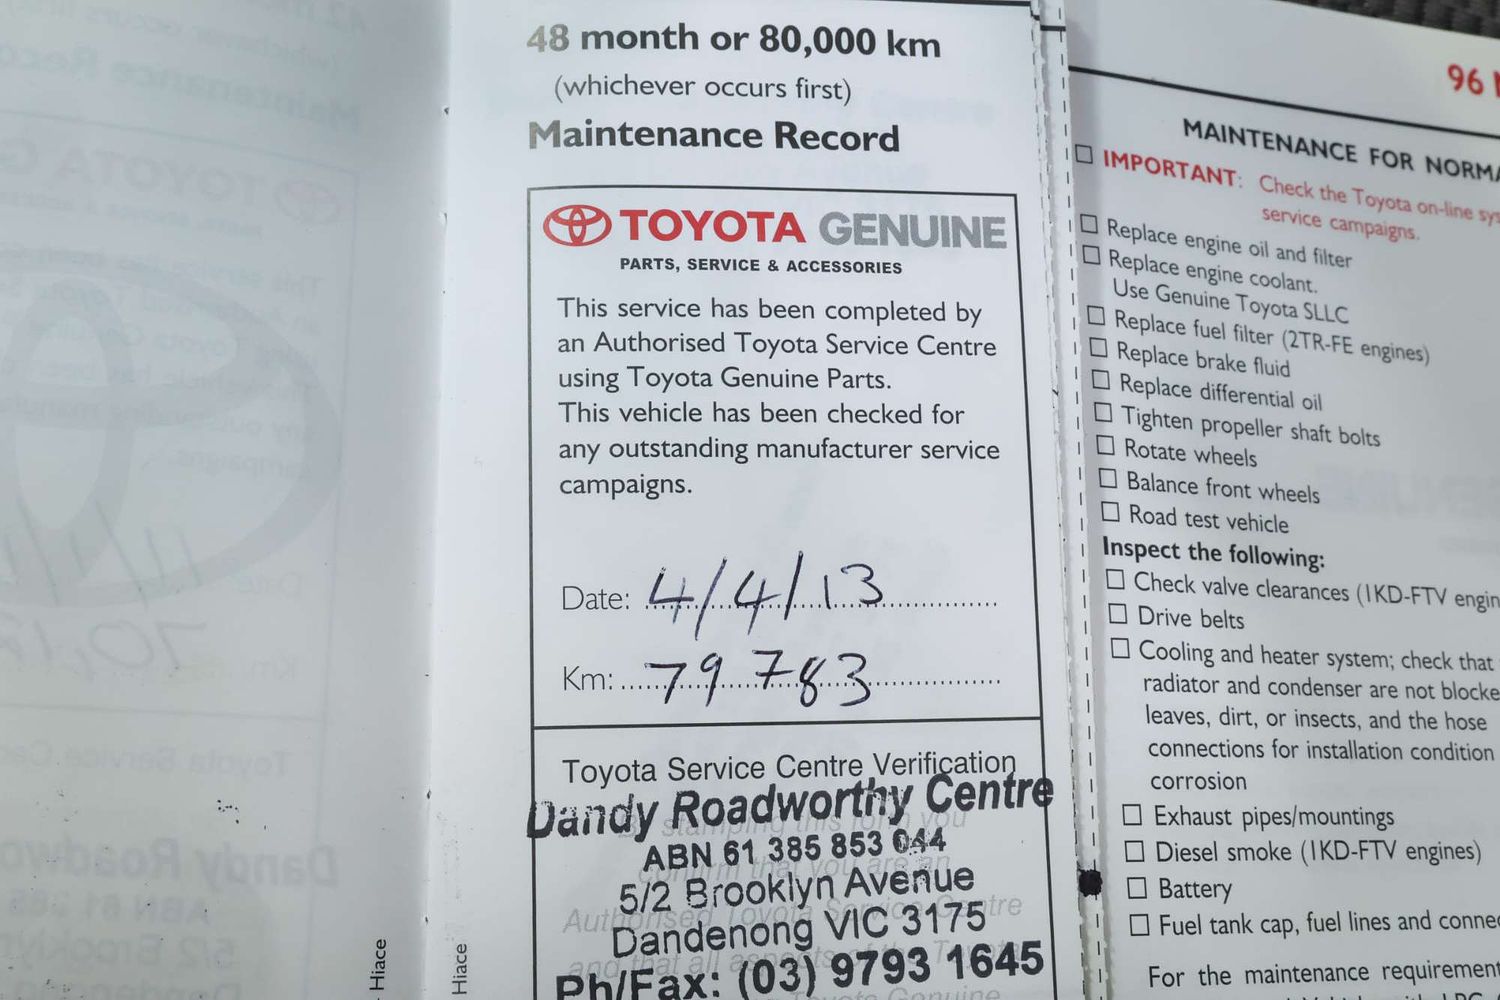 48 month or 80,000 km
(whichever occurs first)
Maintenance Record
TOYOTA GENUINE
PARTS, SERVICE & ACCESSORIES
This service has been completed by
an Authorised Toyota Service Centre
using Toyota Genuine Parts.
This vehicle has been checked for
any outstanding manufacturer service
campaigns.
Date: 4/4/13
Km: 79 783
Toyota Service Centre Verification
Dandy Roadworthy Centre
ABN 61 385 853 044
5/2 Brooklyn Avenue
Dandenong VIC 3175
Ph/Fax: (03) 9793 1645
Hiace
Hiace
96
MAINTENANCE FOR NORMA
IMPORTANT: Check the Toyota on-line sys
service campaigns.
Replace engine oil and filter
Replace engine coolant.
Use Genuine Toyota SLLC
Replace fuel filter (2TR-FE engines)
Replace brake fluid
Replace differential oil
Tighten propeller shaft bolts
Rotate wheels
Balance front wheels
Road test vehicle
Inspect the following:
Check valve clearances (1KD-FTV engin
Drive belts
Cooling and heater system; check that
radiator and condenser are not blocke
leaves, dirt, or insects, and the hose
connections for installation condition
corrosion
Exhaust pipes/mountings
Diesel smoke (1KD-FTV engines)
Battery
Fuel tank cap, fuel lines and connec
For the maintenance requirement